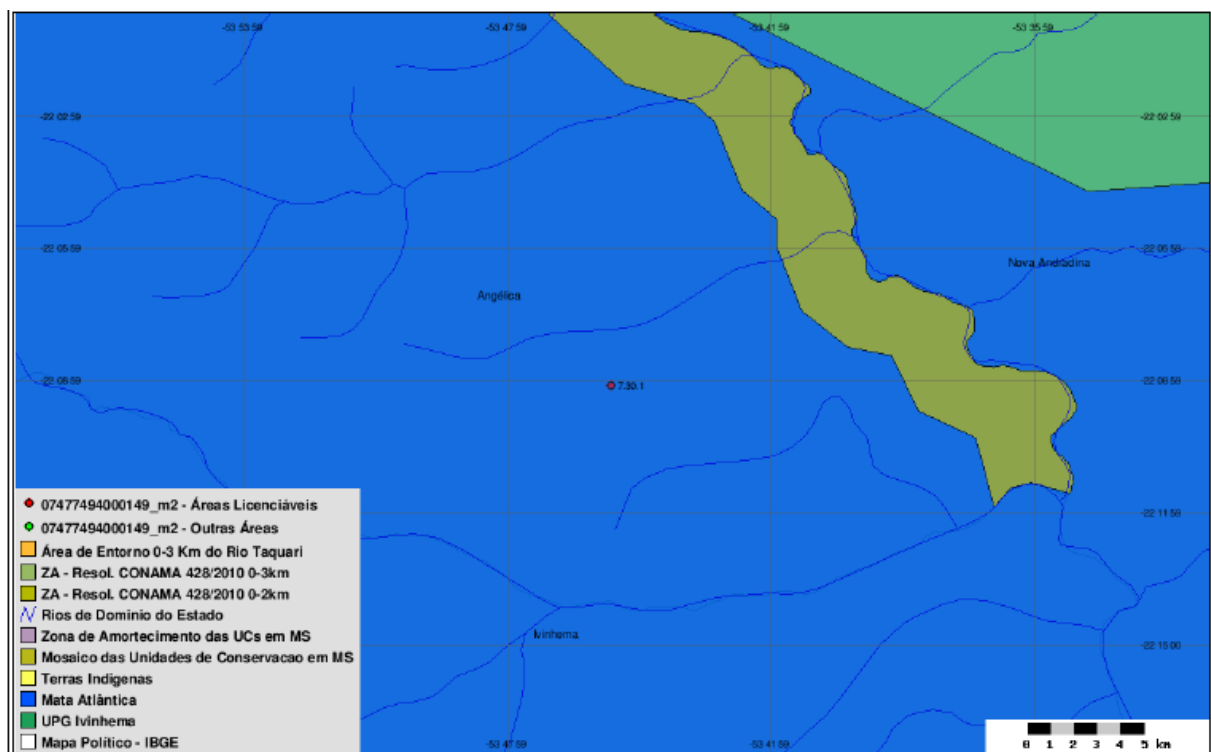 -53 53 59 -53 47 59 -53 41 59 -53 35 59
-22 02 59 -22 02 59
-22 05 59 -22 05 59
Nova Andradina
Angélica
-22 08 59 7.30.1 -22 08 59
07477494000149_m2 - Áreas Licenciáveis
-22 11 59
07477494000149_m2 - Outras Áreas
Área de Entorno 0-3 Km do Rio Taquari
ZA - Resol. CONAMA 428/2010 0-3km
ZA - Resol. CONAMA 428/2010 0-2km
Rios de Dominio do Estado
Zona de Amortecimento das UCs em MS
Ivinhema
Mosaico das Unidades de Conservacao em MS
-22 15 00
Terras Indigenas
Mata Atlântica
UPG Ivinhema
Mapa Político - IBGE
-53 47 59 -53 41 59
0 1 2 3 4 5 km